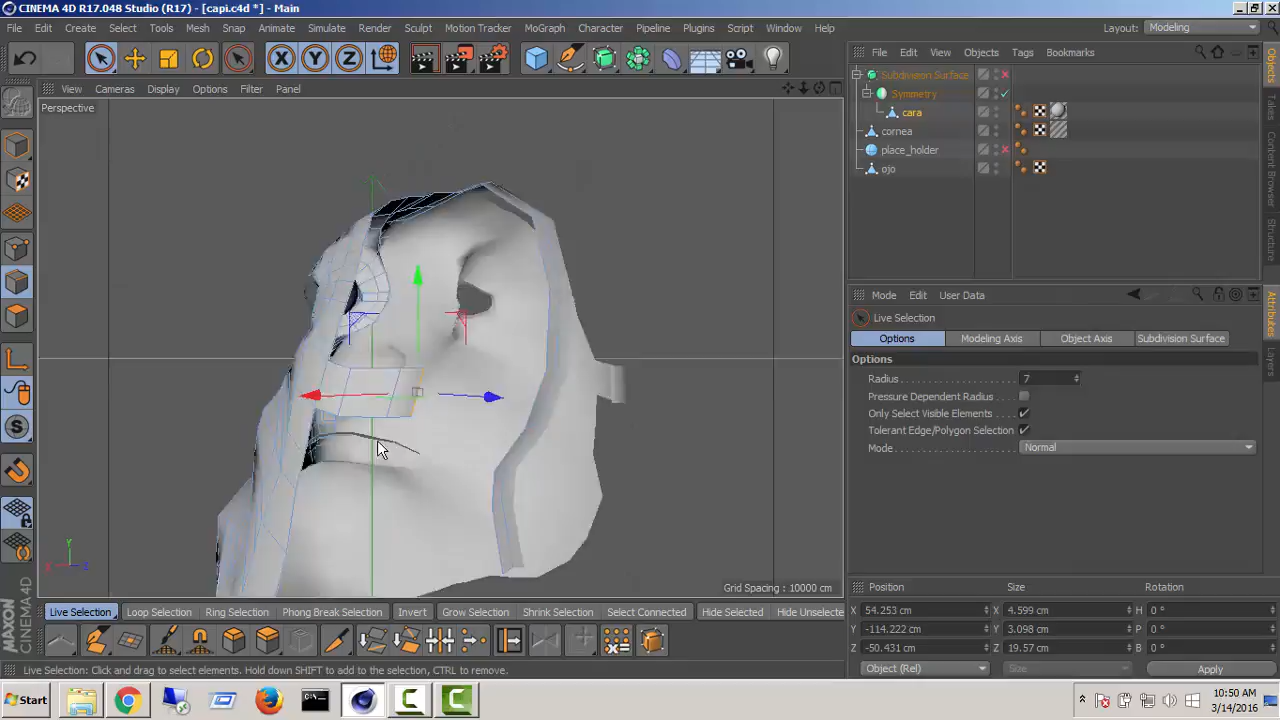 CINEMA 4D R17.048 Studio (R17) - [capi.c4d *] - Main
File Edit Create Select Tools Mesh Snap Animate Simulate Render Sculpt Motion Tracker MoGraph Character Pipeline Plugins Script Window Help
Layout: Modeling
X Y Z
File Edit View Objects Tags Bookmarks
Subdivision Surface
Symmetry
cara
cornea
place_holder
ojo
View Cameras Display Options Filter Panel
Perspective
Grid Spacing : 10000 cm
Y
X Z
Mode Edit User Data
Live Selection
Options Modeling Axis Object Axis Subdivision Surface
Options
Radius 7
Pressure Dependent Radius
Only Select Visible Elements
Tolerant Edge/Polygon Selection
Mode Normal
Objects
Takes
Content Browser
Structure
Attributes
Layers
Position Size Rotation
X 54.253 cm X 4.599 cm H 0 °
Y -114.222 cm Y 3.098 cm P 0 °
Z -50.431 cm Z 19.57 cm B 0 °
Object (Rel) Size Apply
Live Selection Loop Selection Ring Selection Phong Break Selection Invert Grow Selection Shrink Selection Select Connected Hide Selected Hide Unselecte
MAXON CINEMA4D
Live Selection: Click and drag to select elements. Hold down SHIFT to add to the selection, CTRL to remove.
Start
10:50 AM
3/14/2016